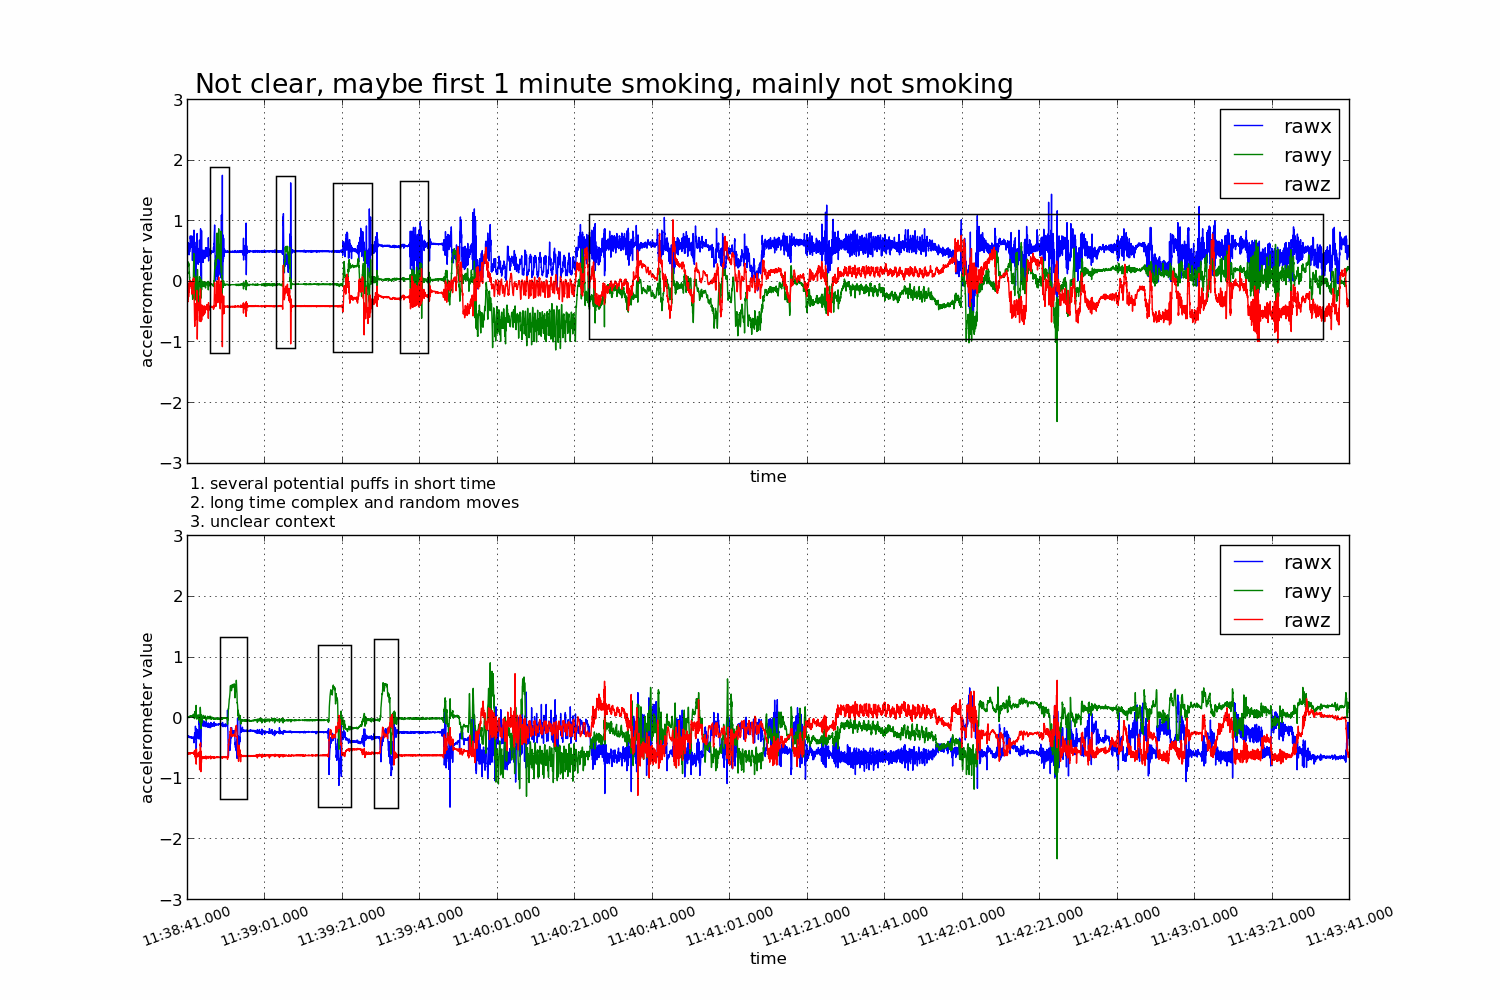 Not clear, maybe first 1 minute smoking, mainly not smoking
3
2
1
0
−1
−2
−3
accelerometer value
rawx
rawy
rawz
time
1. several potential puffs in short time
2. long time complex and random moves
3. unclear context
3
2
1
0
−1
−2
−3
accelerometer value
rawx
rawy
rawz
11:38:41.000
11:39:01.000
11:39:21.000
11:39:41.000
11:40:01.000
11:40:21.000
11:40:41.000
11:41:01.000
11:41:21.000
11:41:41.000
11:42:01.000
11:42:21.000
11:42:41.000
11:43:01.000
11:43:21.000
11:43:41.000
time